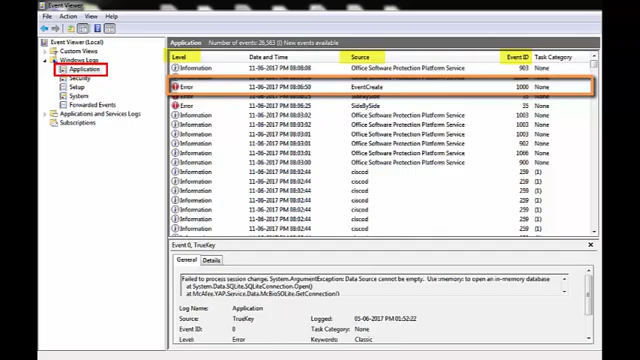 Event Viewer
File Action View Help
Event Viewer (Local)
Custom Views
Windows Logs
Application
Security
Setup
System
Forwarded Events
Applications and Services Logs
Subscriptions
Application Number of events: 26,583 (!) New events available
Level Date and Time Source Event ID Task Category
Information 11-06-2017 PM 08:08:08 Office Software Protection Platform Service 903 None
Error 11-06-2017 PM 08:06:50 EventCreate 1000 None
Error SideBySide 35 None
Error 11-06-2017 PM 08:03:06 SideBySide 35 None
Information 11-06-2017 PM 08:03:02 Office Software Protection Platform Service 1003 None
Information 11-06-2017 PM 08:03:02 Office Software Protection Platform Service 1003 None
Information 11-06-2017 PM 08:03:01 Office Software Protection Platform Service 1003 None
Information 11-06-2017 PM 08:03:01 Office Software Protection Platform Service 902 None
Information 11-06-2017 PM 08:03:01 Office Software Protection Platform Service 1066 None
Information 11-06-2017 PM 08:03:00 Office Software Protection Platform Service 900 None
Information 11-06-2017 PM 08:02:44 ciscod 259 (1)
Information 11-06-2017 PM 08:02:44 ciscod 259 (1)
Information 11-06-2017 PM 08:02:44 ciscod 259 (1)
Information 11-06-2017 PM 08:02:44 ciscod 259 (1)
Information 11-06-2017 PM 08:02:44 ciscod 259 (1)
Information 11-06-2017 PM 08:02:44 ciscod 259 (1)
Information 11-06-2017 PM 08:02:44 ciscod 259 (1)
Event 0, TrueKey
General Details
Failed to process session change. System.ArgumentException: Data Source cannot be empty. Use :memory: to open an in-memory database
at System.Data.SQLite.SQLiteConnection.Open()
at McAfee.YAP.Service.Data.McBioSQLite.GetConnection()
Log Name: Application
Source: TrueKey Logged: 05-06-2017 PM 01:52:22
Event ID: 0 Task Category: None
Level: Error Keywords: Classic